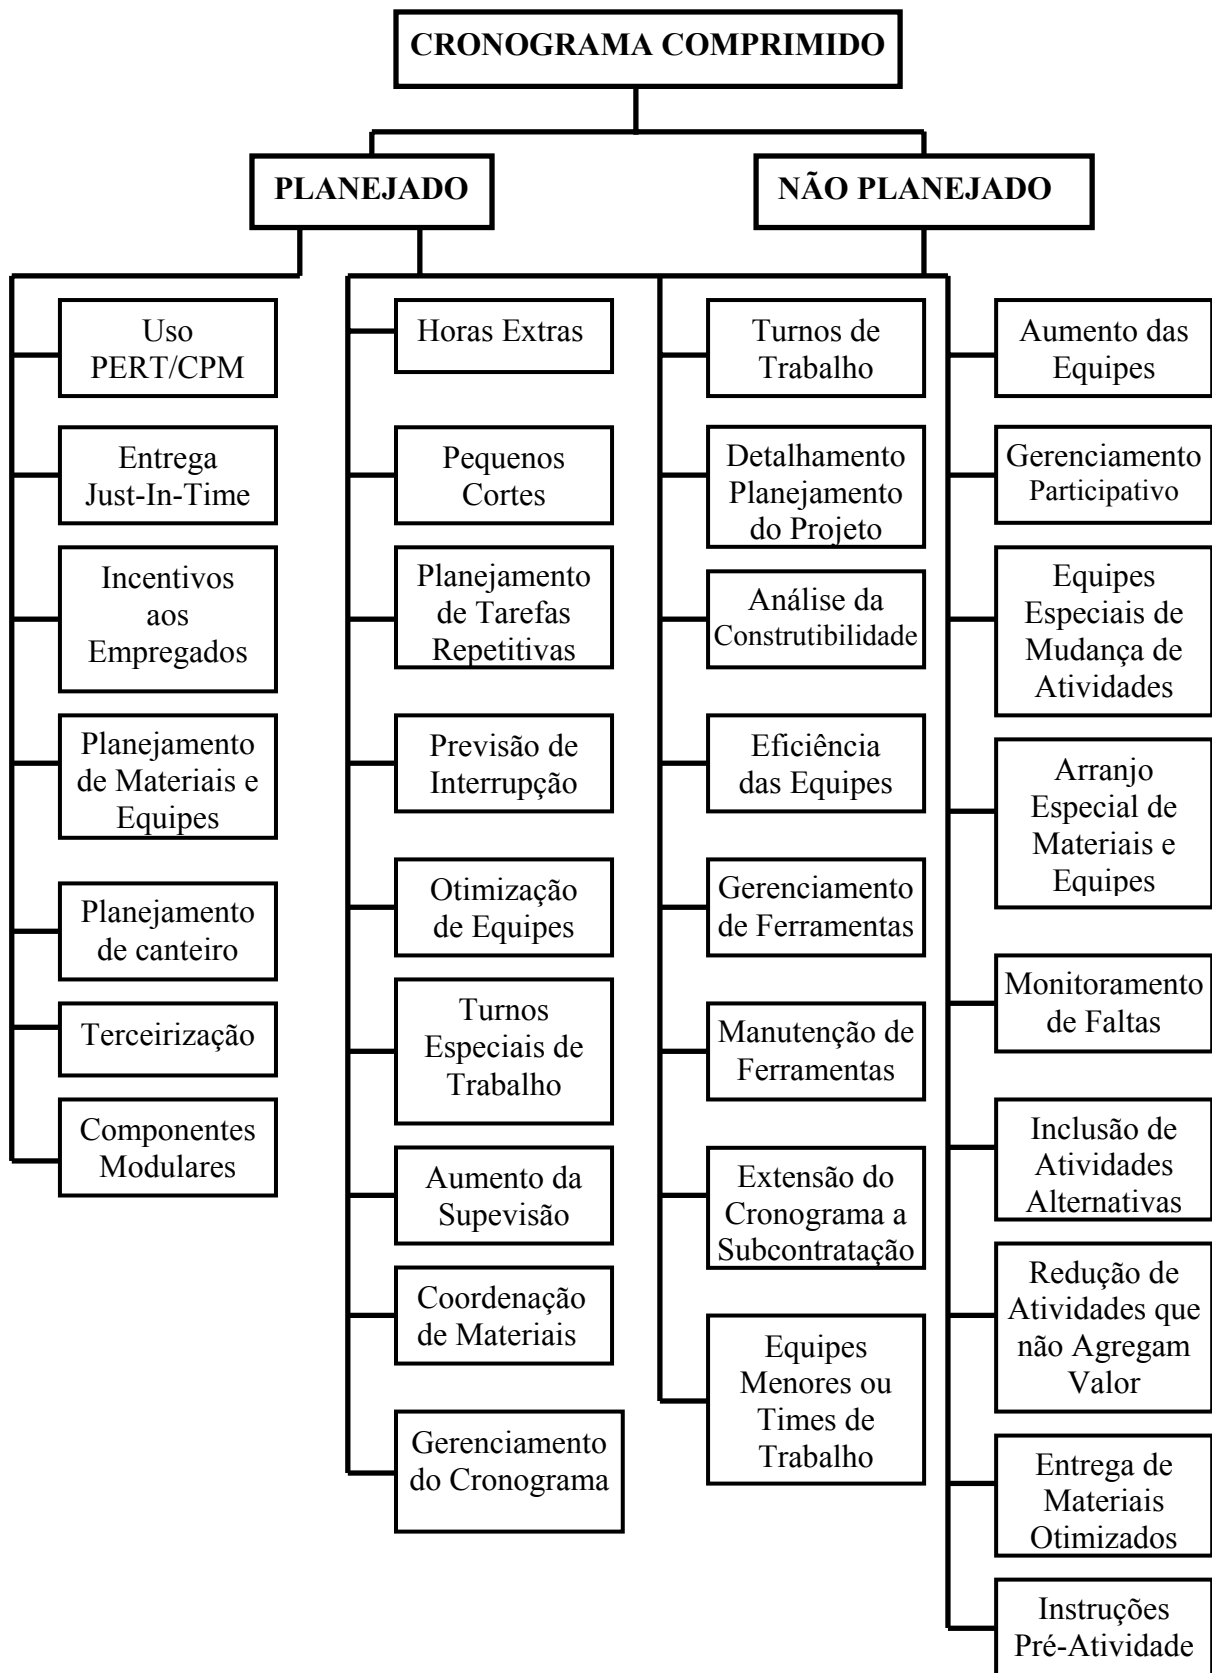 CRONOGRAMA COMPRIMIDO
PLANEJADO
NÃO PLANEJADO
Uso
PERT/CPM
Entrega
Just-In-Time
Incentivos
aos
Empregados
Planejamento
de Materiais e
Equipes
Planejamento
de canteiro
Terceirização
Componentes
Modulares
Horas Extras
Pequenos
Cortes
Planejamento
de Tarefas
Repetitivas
Previsão de
Interrupção
Otimização
de Equipes
Turnos
Especiais de
Trabalho
Aumento da
Supevisão
Coordenação
de Materiais
Gerenciamento
do Cronograma
Turnos de
Trabalho
Detalhamento
Planejamento
do Projeto
Análise da
Construtibilidade
Eficiência
das Equipes
Gerenciamento
de Ferramentas
Manutenção de
Ferramentas
Extensão do
Cronograma a
Subcontratação
Equipes
Menores ou
Times de
Trabalho
Aumento das
Equipes
Gerenciamento
Participativo
Equipes
Especiais de
Mudança de
Atividades
Arranjo
Especial de
Materiais e
Equipes
Monitoramento
de Faltas
Inclusão de
Atividades
Alternativas
Redução de
Atividades que
não Agregam
Valor
Entrega de
Materiais
Otimizados
Instruções
Pré-Atividade